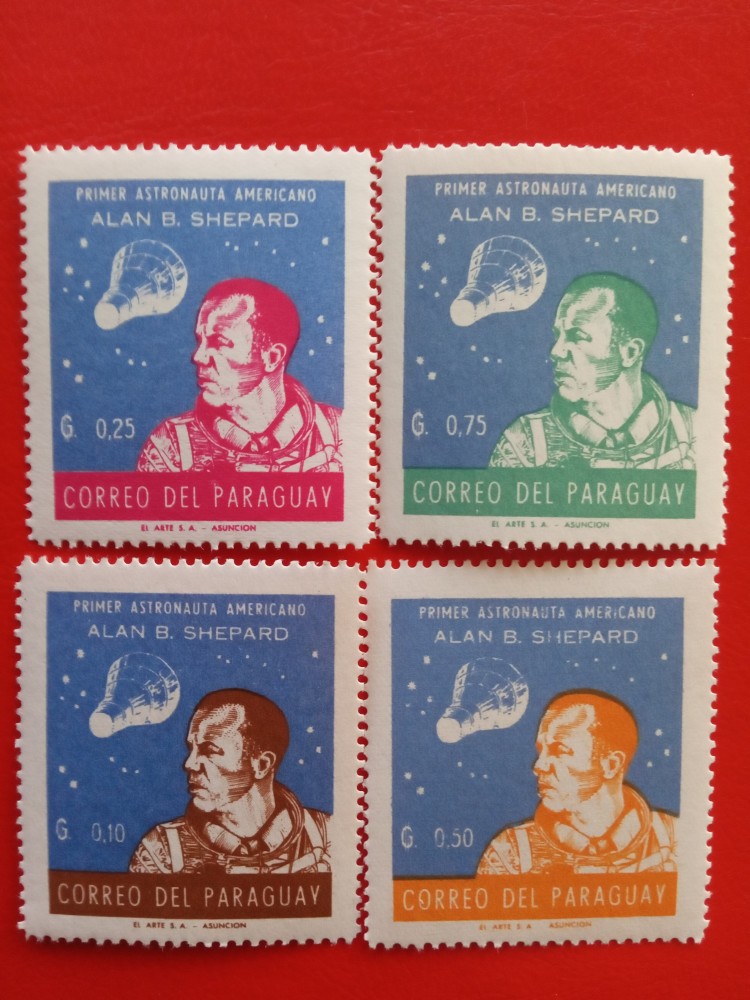 PRIMER ASTRONAUTA AMERICANO
ALAN B. SHEPARD
₲. 0,25
CORREO DEL PARAGUAY
EL ARTE S. A. - ASUNCION
PRIMER ASTRONAUTA AMERICANO
ALAN B. SHEPARD
₲. 0,75
CORREO DEL PARAGUAY
EL ARTE S. A. - ASUNCION
PRIMER ASTRONAUTA AMERICANO
ALAN B. SHEPARD
₲. 0,10
CORREO DEL PARAGUAY
EL ARTE S. A. - ASUNCION
PRIMER ASTRONAUTA AMERICANO
ALAN B. SHEPARD
₲. 0,50
CORREO DEL PARAGUAY
EL ARTE S. A. ASUNCION